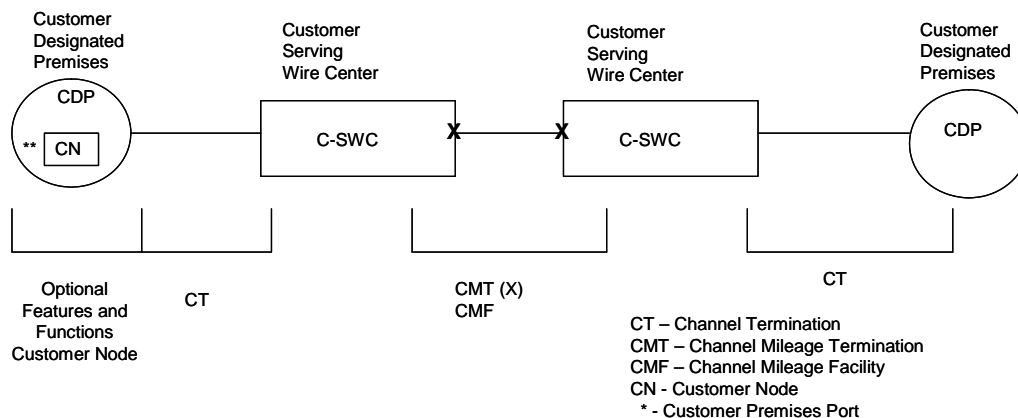 Customer
Designated
Premises
Customer
Serving
Wire Center
Customer
Serving
Wire Center
Customer
Designated
Premises
CDP
** CN
C-SWC
X
X
C-SWC
CDP
Optional
Features and
Functions
Customer Node
CT
CMT (X)
CMF
CT
CT – Channel Termination
CMT – Channel Mileage Termination
CMF – Channel Mileage Facility
CN - Customer Node
* - Customer Premises Port